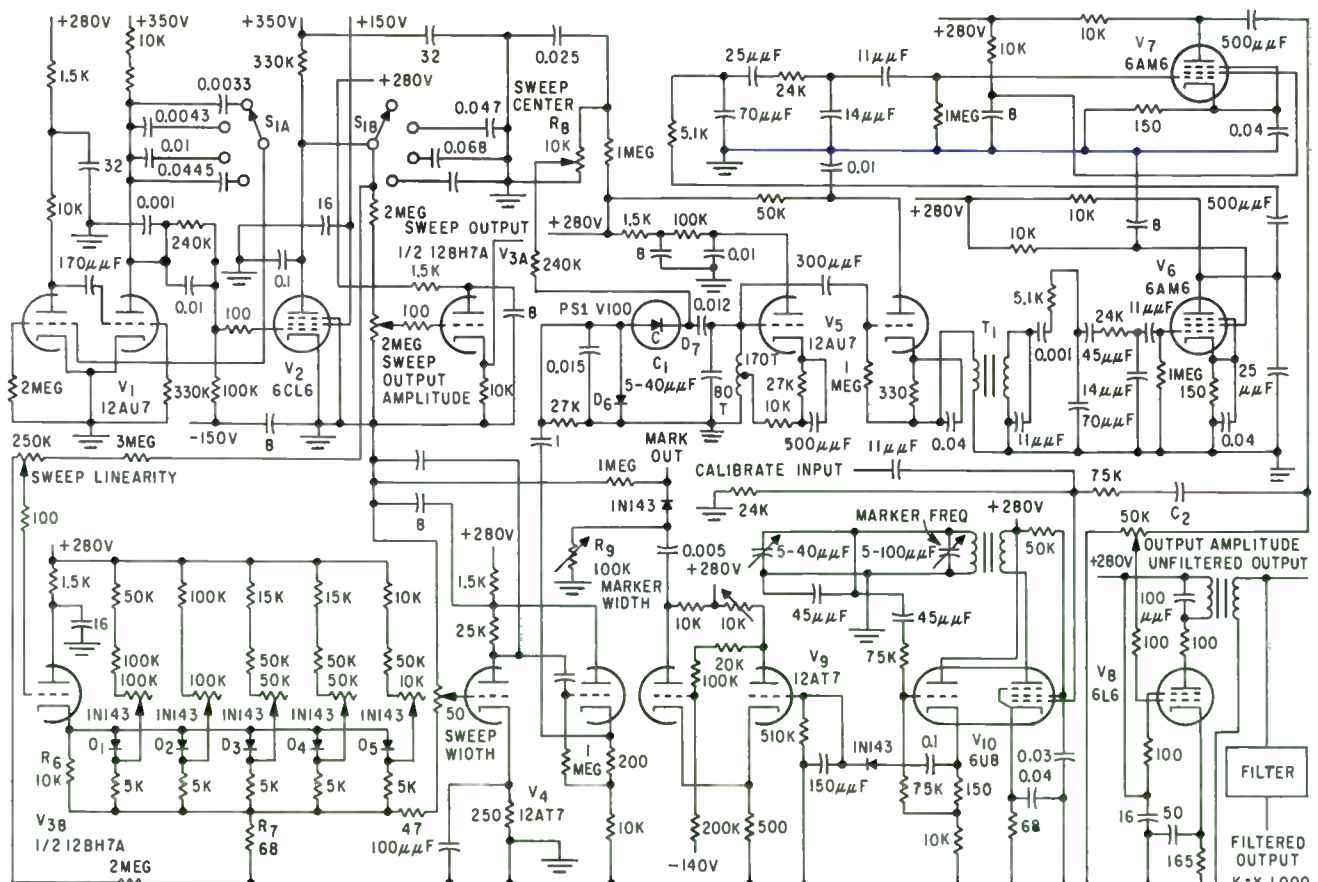 +280V
+350V
10K
+350V
+150V
330K
32
0.025
+280V
10K
10K
500μμF
V7
6AM6
1.5K
0.0033
0.0043
0.01
0.0445
S1A
+280V
S1B
0.047
0.068
SWEEP
CENTER
R8
10K
1MEG
25μμF
24K
11μμF
70μμF
14μμF
1MEG
8
150
0.04
5.1K
0.01
32
10K
0.001
240K
170μμF
0.01
16
0.1
2MEG
SWEEP OUTPUT
1/2 12BH7A
V3A
1.5K
240K
+280V
1.5K
100K
8
0.01
50K
+280V
10K
10K
8
500μμF
100
100
8
PS1 V100
C
C1
5-40μμF
D7
0.012
300μμF
V5
12AU7
T1
5.1K
11μμF
24K
V6
6AM6
2MEG
V1
12AU7
330K
100K
V2
6CL6
2MEG
SWEEP
OUTPUT
AMPLITUDE
10K
0.015
D6
27K
80
T
170T
27K
10K
500μμF
1
MEG
330
0.04
11μμF
0.001
45μμF
14μμF
70μμF
1MEG
150
25
μμF
0.04
-150V
8
250K
3MEG
SWEEP LINEARITY
1
MARK
OUT
1MEG
11μμF
CALIBRATE INPUT
24K
75K
C2
100
8
1N143
+280V
1.5K
16
50K
100K
15K
15K
10K
+280V
1.5K
25K
R9
100K
MARKER
WIDTH
0.005
+280V
10K
10K
MARKER FREQ
5-40μμF
5-100μμF
45μμF
45μμF
+280V
50K
50K
OUTPUT AMPLITUDE
UNFILTERED OUTPUT
+280V
100
μμF
100
100
100K
50K
100K
50K
50K
50K
50K
50K
10K
1N143
1N143
1N143
1N143
1N143
D1
D2
D3
D4
D5
50
SWEEP
WIDTH
20K
100K
V9
12AT7
75K
V8
6L6
R6
10K
5K
5K
5K
5K
5K
1
MEG
200
510K
1N143
0.1
150μμF
75K
150
V10
6U8
0.03
0.04
100
FILTER
V3B
1/2 12BH7A
2MEG
R7
68
47
100μμF
250
V4
12AT7
10K
200K
500
-140V
10K
68
16
50
165
FILTERED
OUTPUT